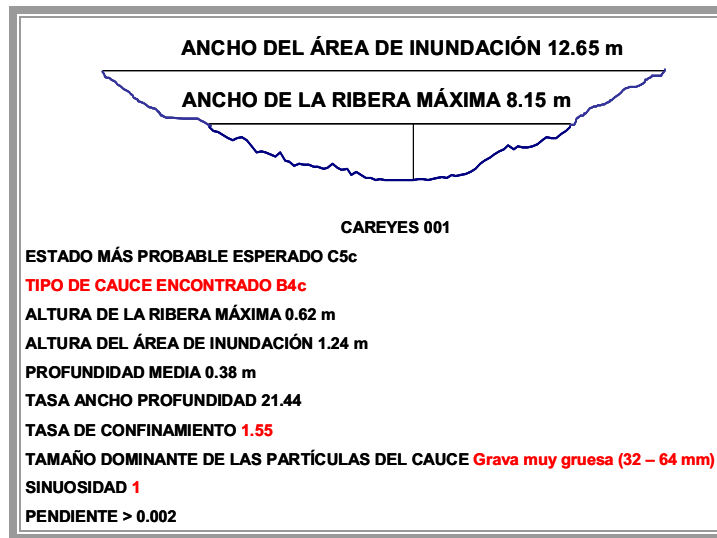 ANCHO DEL ÁREA DE INUNDACIÓN 12.65 m
ANCHO DE LA RIBERA MÁXIMA 8.15 m
CAREYES 001
ESTADO MÁS PROBABLE ESPERADO C5c
TIPO DE CAUCE ENCONTRADO B4c
ALTURA DE LA RIBERA MÁXIMA 0.62 m
ALTURA DEL ÁREA DE INUNDACIÓN 1.24 m
PROFUNDIDAD MEDIA 0.38 m
TASA ANCHO PROFUNDIDAD 21.44
TASA DE CONFINAMIENTO 1.55
TAMAÑO DOMINANTE DE LAS PARTÍCULAS DEL CAUCE Grava muy gruesa (32 – 64 mm)
SINUOSIDAD 1
PENDIENTE > 0.002